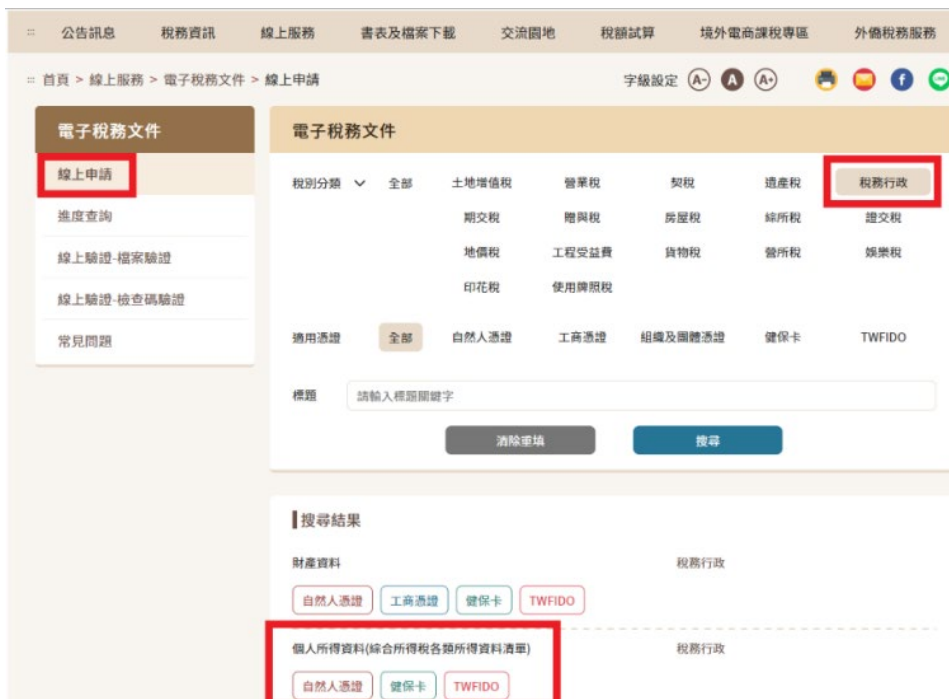 公告訊息 稅務資訊 線上服務 書表及檔案下載 交流園地 稅額試算 境外電商課稅專區 外僑稅務服務
首頁 > 線上服務 > 電子稅務文件 > 線上申請 字級設定 A- A A+
電子稅務文件
線上申請
進度查詢
線上驗證-檔案驗證
線上驗證-檢查碼驗證
常見問題
電子稅務文件
稅別分類 全部 土地增值稅 營業稅 契稅 遺產稅 稅務行政
期交稅 贈與稅 房屋稅 綜所稅 證交稅
地價稅 工程受益費 貨物稅 營所稅 娛樂稅
印花稅 使用牌照稅
適用憑證 全部 自然人憑證 工商憑證 組織及團體憑證 健保卡 TWFIDO
標題 請輸入標題關鍵字
清除重填 搜尋
搜尋結果
財產資料 稅務行政
自然人憑證 工商憑證 健保卡 TWFIDO
個人所得資料(綜合所得稅各類所得資料清單) 稅務行政
自然人憑證 健保卡 TWFIDO